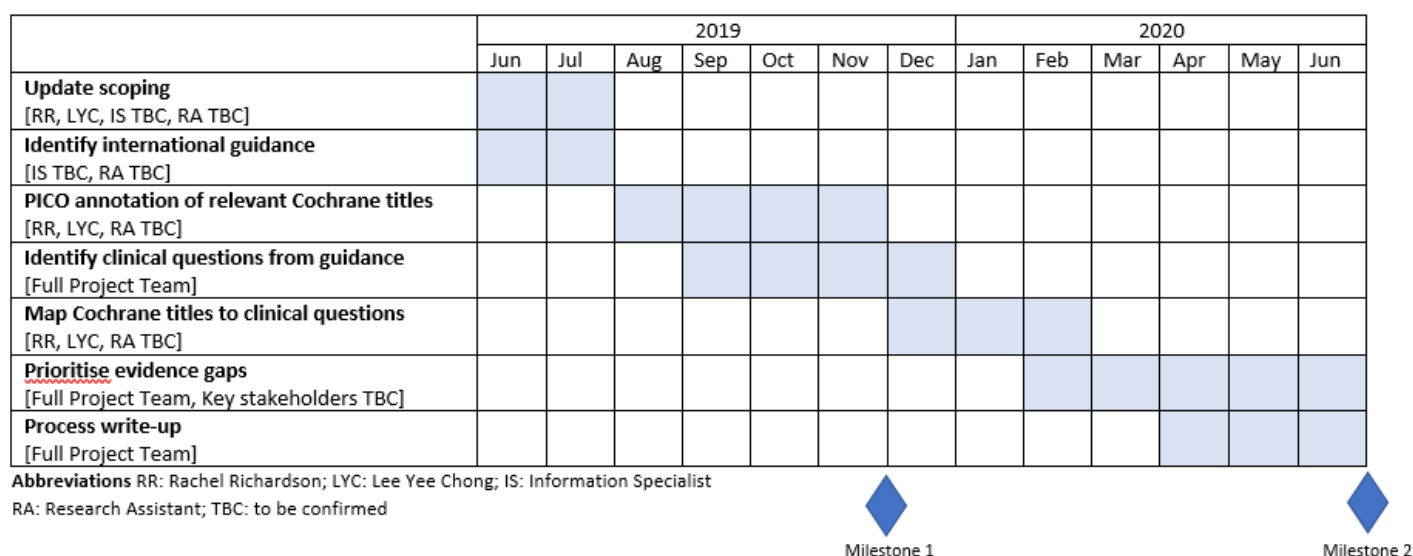 2019 2020
Jun Jul Aug Sep Oct Nov Dec Jan Feb Mar Apr May Jun
Update scoping
[RR, LYC, IS TBC, RA TBC]
Identify international guidance
[IS TBC, RA TBC]
PICO annotation of relevant Cochrane titles
[RR, LYC, RA TBC]
Identify clinical questions from guidance
[Full Project Team]
Map Cochrane titles to clinical questions
[RR, LYC, RA TBC]
Prioritise evidence gaps
[Full Project Team, Key stakeholders TBC]
Process write-up
[Full Project Team]
Abbreviations RR: Rachel Richardson; LYC: Lee Yee Chong; IS: Information Specialist
RA: Research Assistant; TBC: to be confirmed
Milestone 1 Milestone 2